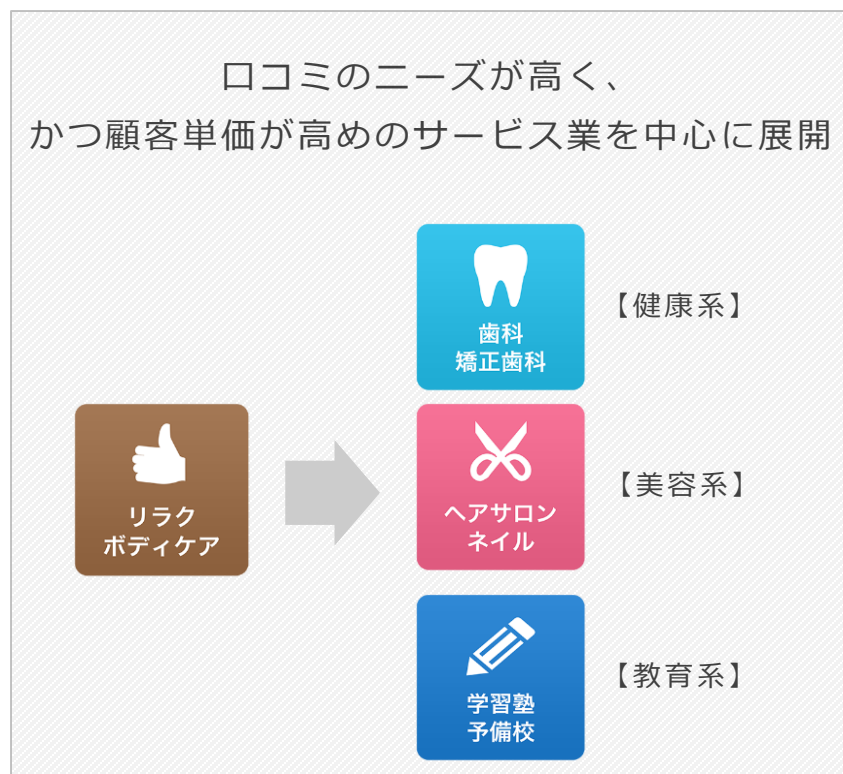 口コミのニーズが高く、
かつ顧客単価が高めのサービス業を中心に展開
歯科
矯正歯科
【健康系】
リラク
ボディケア
ヘアサロン
ネイル
【美容系】
学習塾
予備校
【教育系】